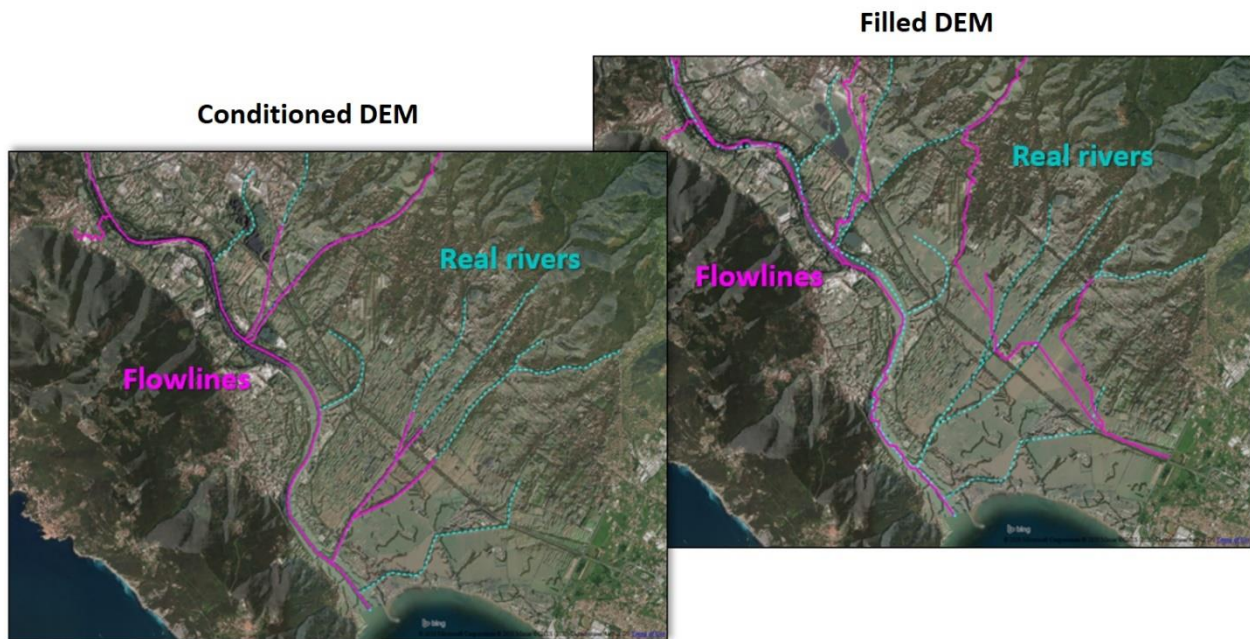 Filled DEM
Conditioned DEM
Real rivers
Flowlines
bing
Real rivers
Flowlines
bing